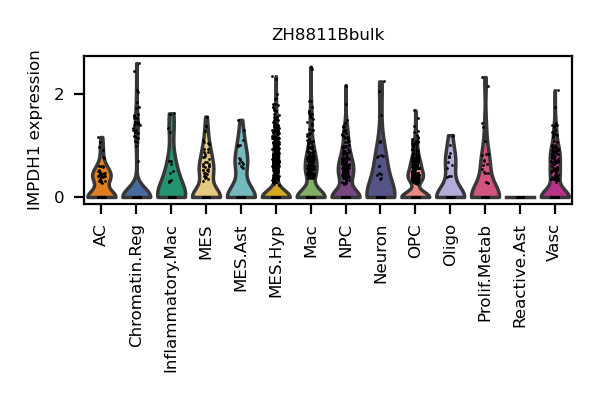 ZH8811Bbulk
IMPDH1 expression
2
0
AC
Chromatin.Reg
Inflammatory.Mac
MES
MES.Ast
MES.Hyp
Mac
NPC
Neuron
OPC
Oligo
Prolif.Metab
Reactive.Ast
Vasc